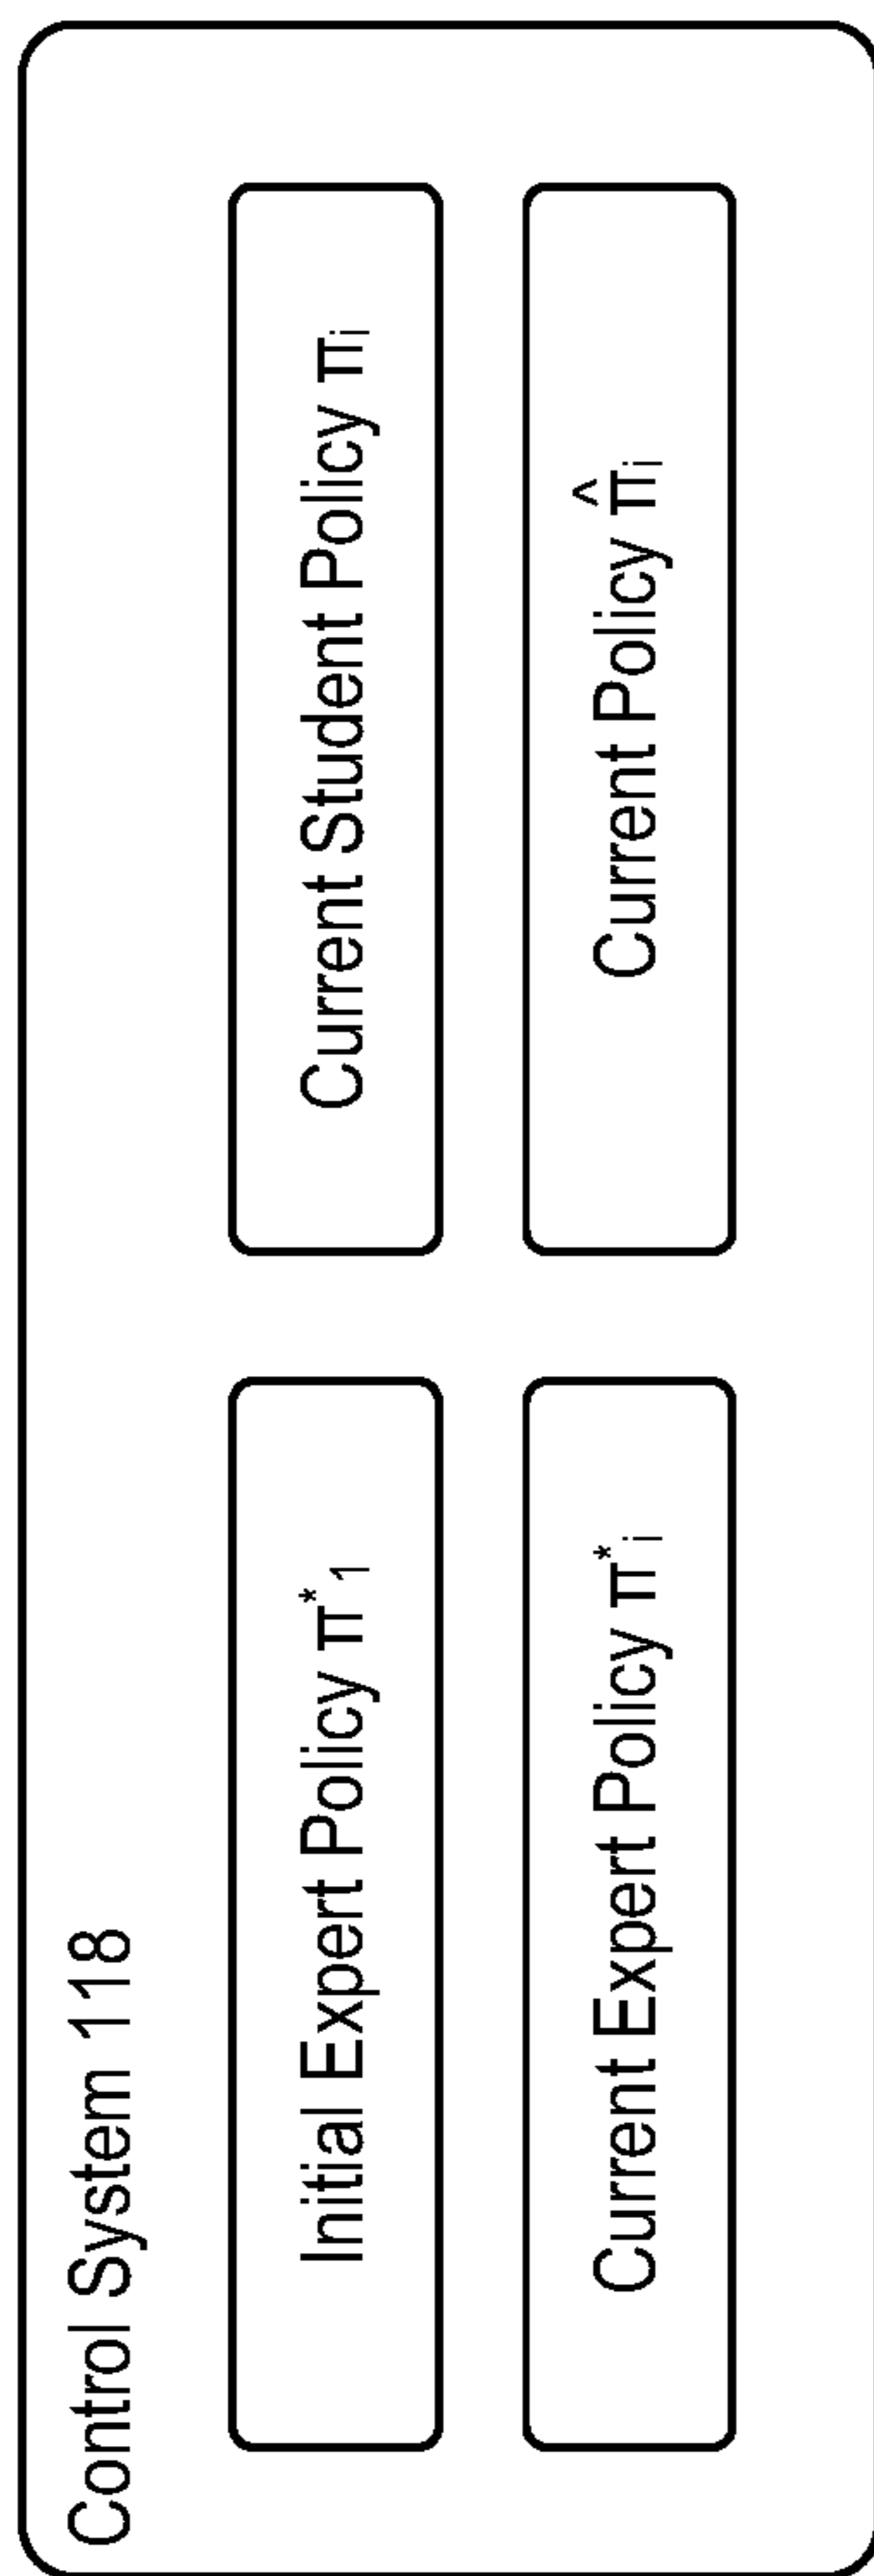 Control System 118
Initial Expert Policy π*₁
Current Student Policy πᵢ
Current Expert Policy π*ᵢ
Current Policy π̂ᵢ